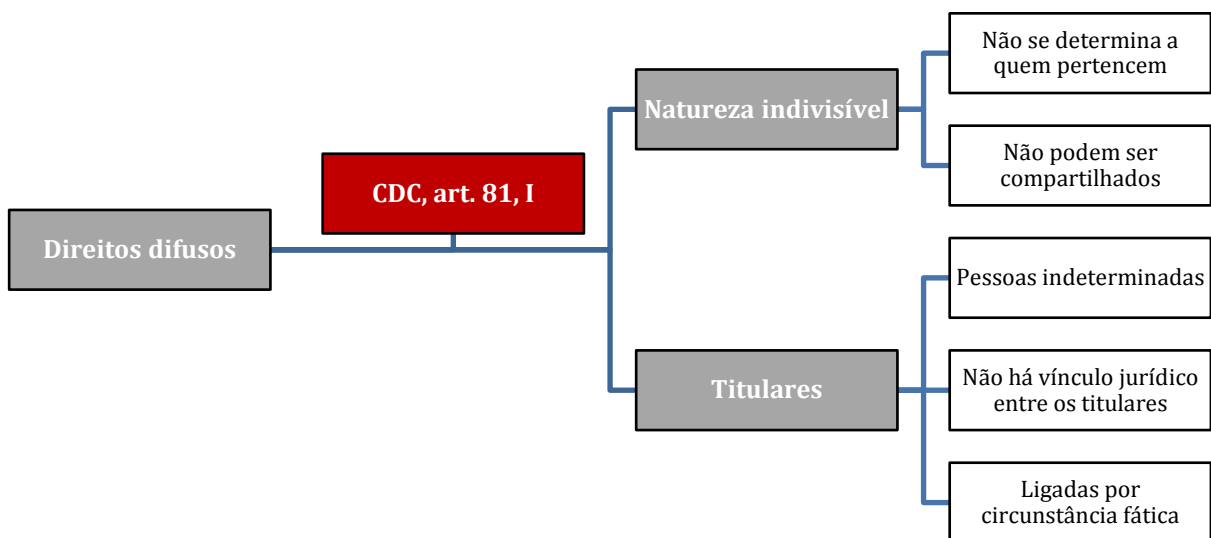 Direitos difusos
CDC, art. 81, I
Natureza indivisível
Não se determina a
quem pertencem
Não podem ser
compartilhados
Titulares
Pessoas indeterminadas
Não há vínculo jurídico
entre os titulares
Ligadas por
circunstância fática